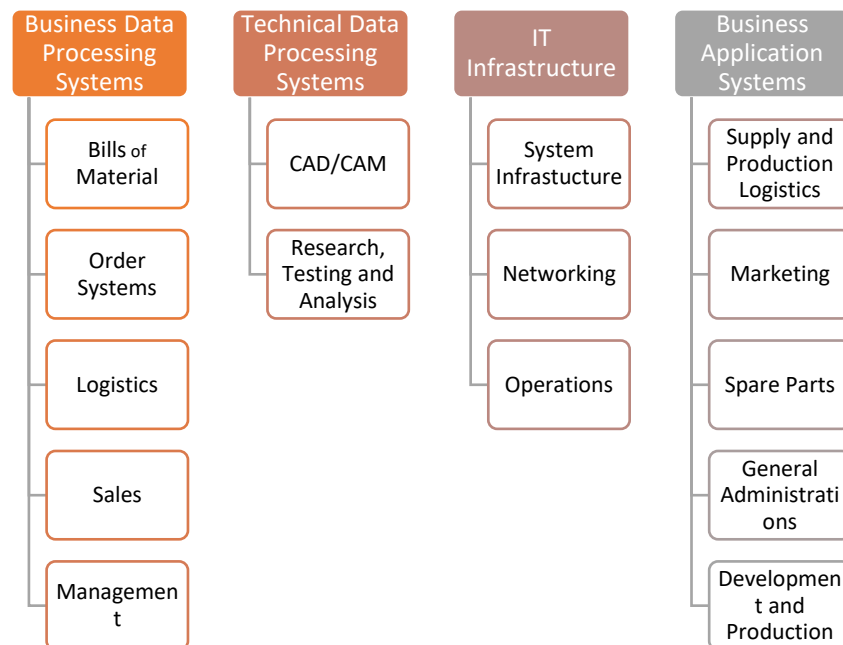 Business Data
Processing
Systems
Bills of
Material
Order
Systems
Logistics
Sales
Managemen
t
Technical Data
Processing
Systems
CAD/CAM
Research,
Testing and
Analysis
IT
Infrastructure
System
Infrastucture
Networking
Operations
Business
Application
Systems
Supply and
Production
Logistics
Marketing
Spare Parts
General
Administrati
ons
Developmen
t and
Production